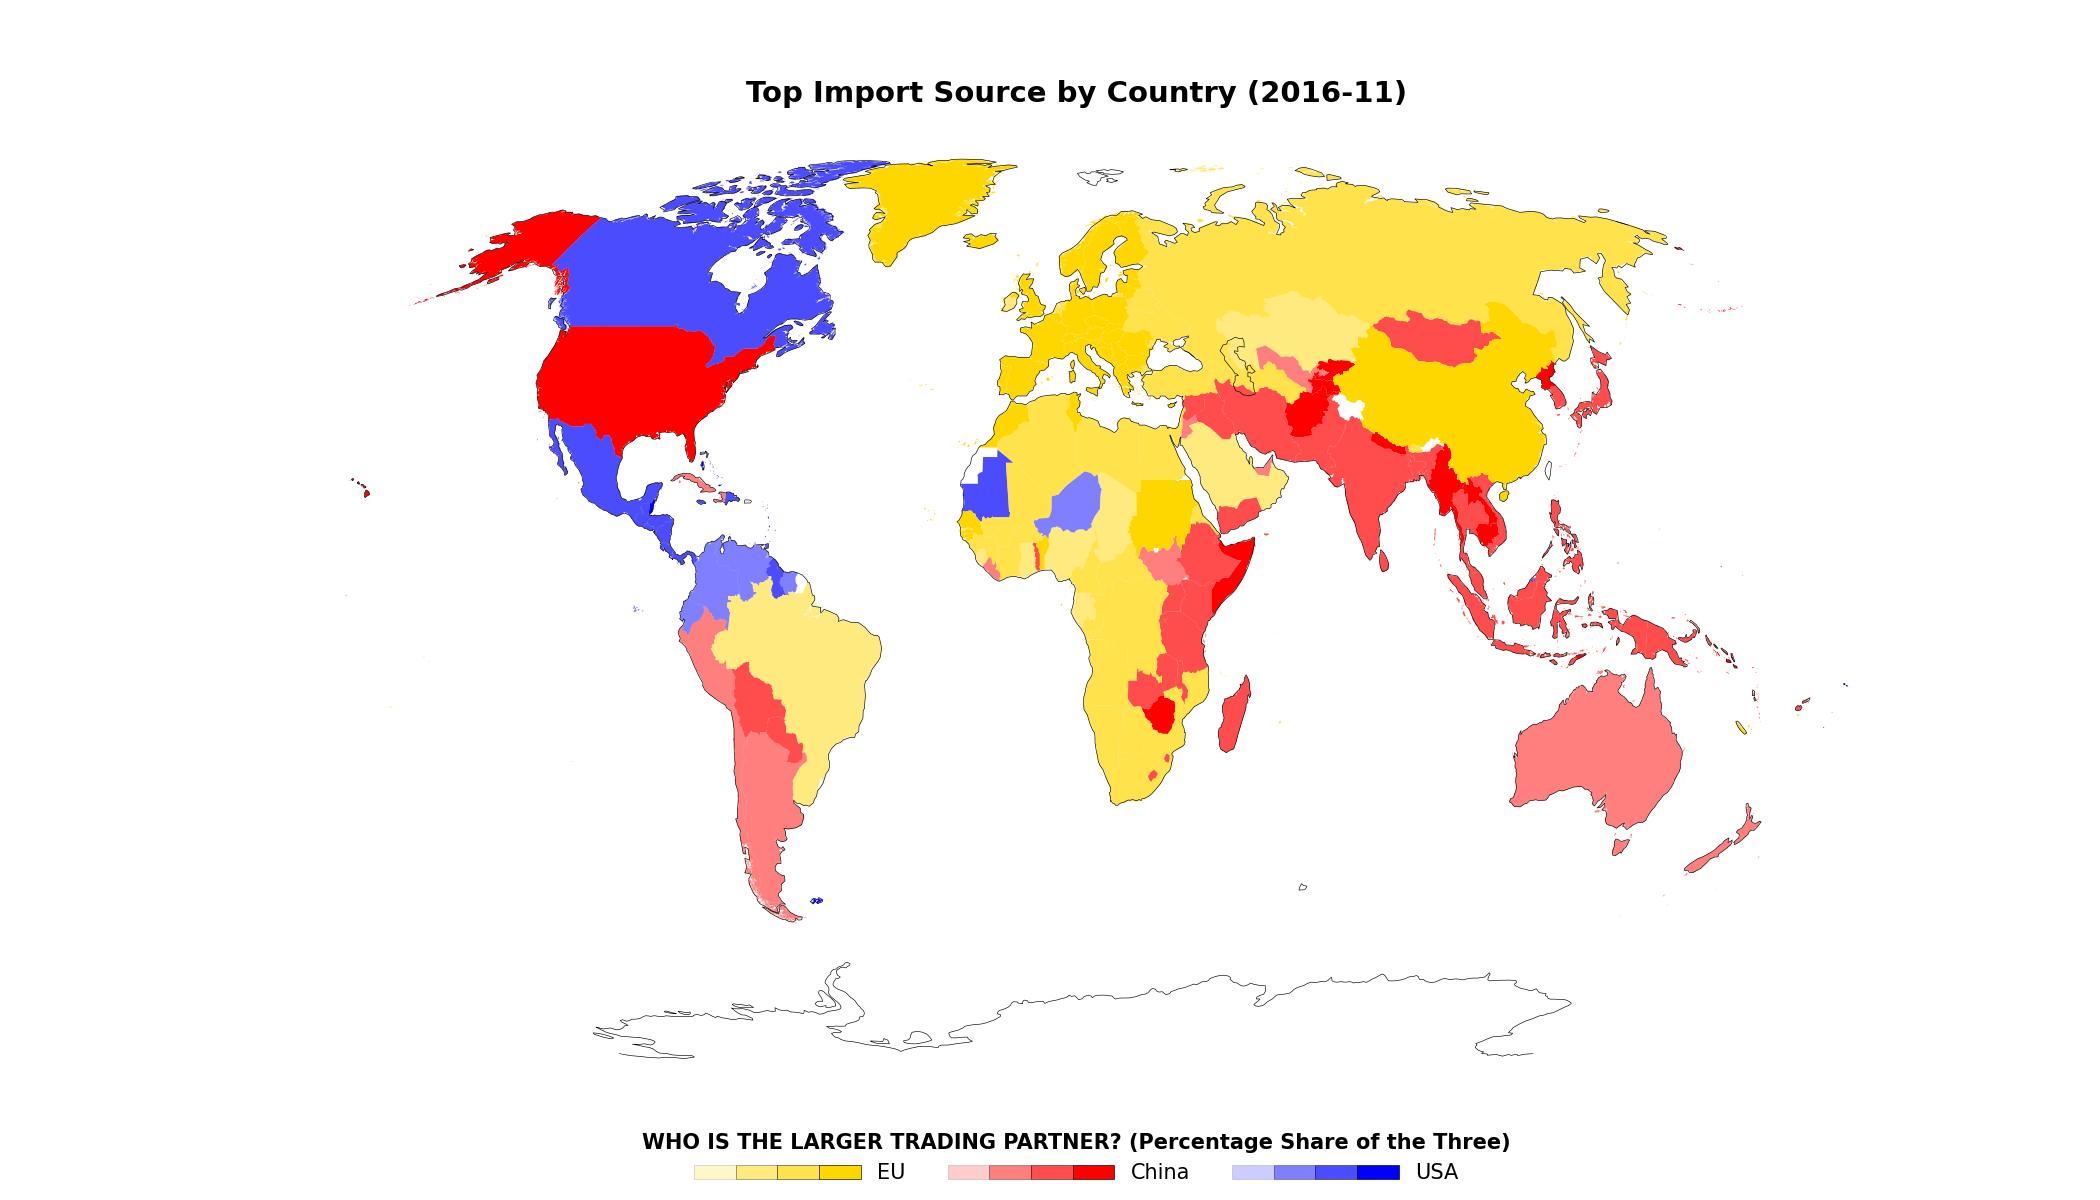 Top Import Source by Country (2016-11)
WHO IS THE LARGER TRADING PARTNER? (Percentage Share of the Three)
EU China USA